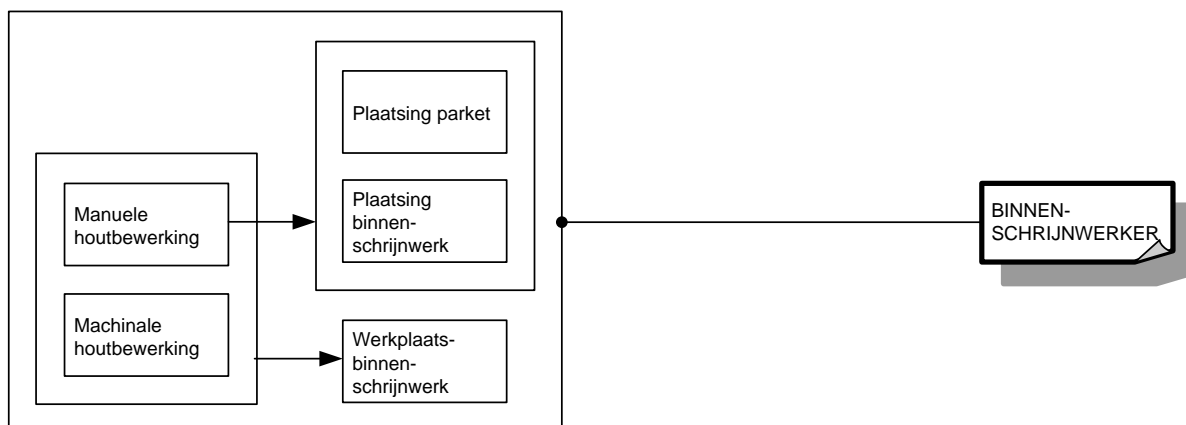 Plaatsing parket
Manuele
houtbewerking
Plaatsing
binnen-
schrijnwerk
Machinale
houtbewerking
Werkplaats-
binnen-
schrijnwerk
BINNEN-
SCHRIJNWERKER